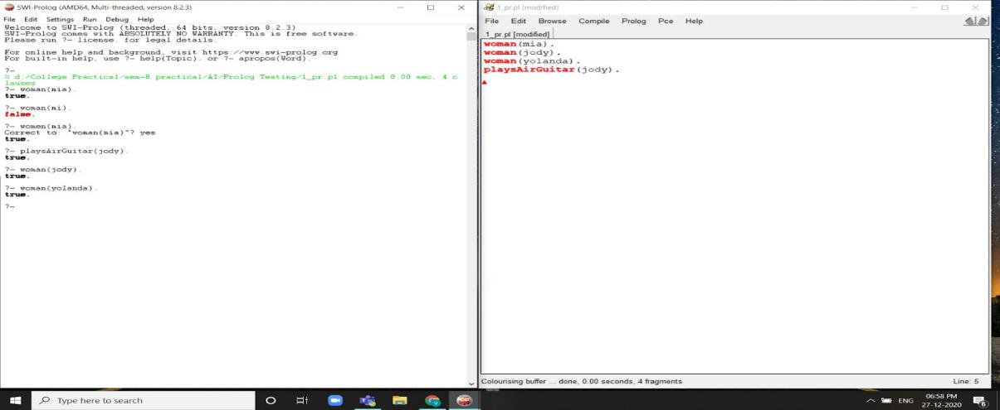 SWI-Prolog (AMD64, Multi-threaded, version 8.2.3)
File Edit Settings Run Debug Help
Welcome to SWI-Prolog (threaded, 64 bits, version 8.2.3)
SWI-Prolog comes with ABSOLUTELY NO WARRANTY. This is free software.
Please run ?- license. for legal details.
For online help and background, visit https://www.swi-prolog.org
For built-in help, use ?- help(Topic). or ?- apropos(Word).
?-
% d:/College Practical/sem-8 practical/AI/Prolog Testing/1_pr.pl compiled 0.00 sec, 4 c
lauses
?- woman(mia).
true.
?- woman(mi).
false.
?- women(mia).
Correct to: "woman(mia)"? yes
true.
?- playsAirGuitar(jody).
true.
?- woman(jody).
true.
?- woman(yolanda).
true.
?-
1_pr.pl [modified]
File Edit Browse Compile Prolog Pce Help
1_pr.pl [modified]
woman(mia).
woman(jody).
woman(yolanda).
playsAirGuitar(jody).
Colourising buffer ... done, 0.00 seconds, 4 fragments
Line: 5
Type here to search
ENG
06:58 PM
27-12-2020
6